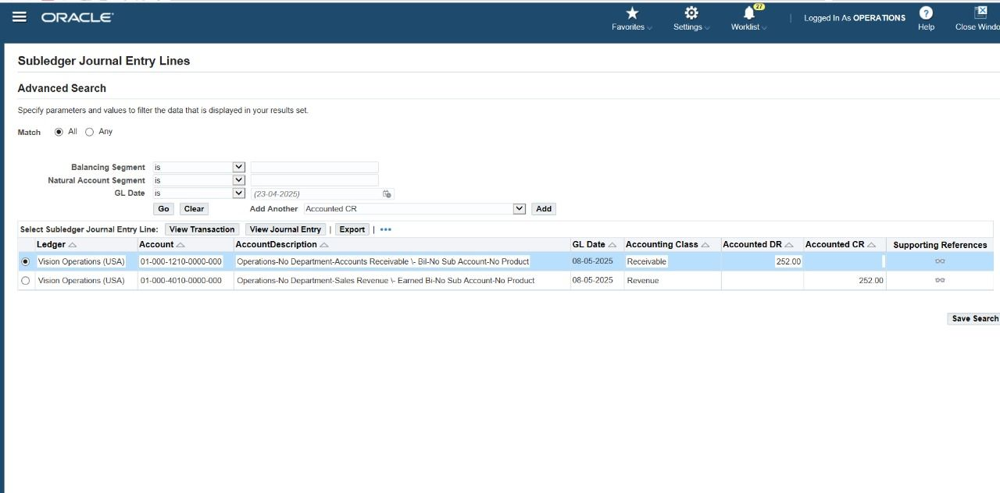 ORACLE
27
Favorites Settings Worklist | Logged In As OPERATIONS Help Close Windo
Subledger Journal Entry Lines
Advanced Search
Specify parameters and values to filter the data that is displayed in your results set.
Match All Any
Balancing Segment is
Natural Account Segment is
GL Date is (23-04-2025)
Go Clear Add Another Accounted CR Add
Select Subledger Journal Entry Line: View Transaction View Journal Entry | Export | •••
Ledger Account AccountDescription GL Date Accounting Class Accounted DR Accounted CR Supporting References
Vision Operations (USA) 01-000-1210-0000-000 Operations-No Department-Accounts Receivable \- Bil-No Sub Account-No Product 08-05-2025 Receivable 252.00
Vision Operations (USA) 01-000-4010-0000-000 Operations-No Department-Sales Revenue \- Earned Bi-No Sub Account-No Product 08-05-2025 Revenue 252.00
Save Search